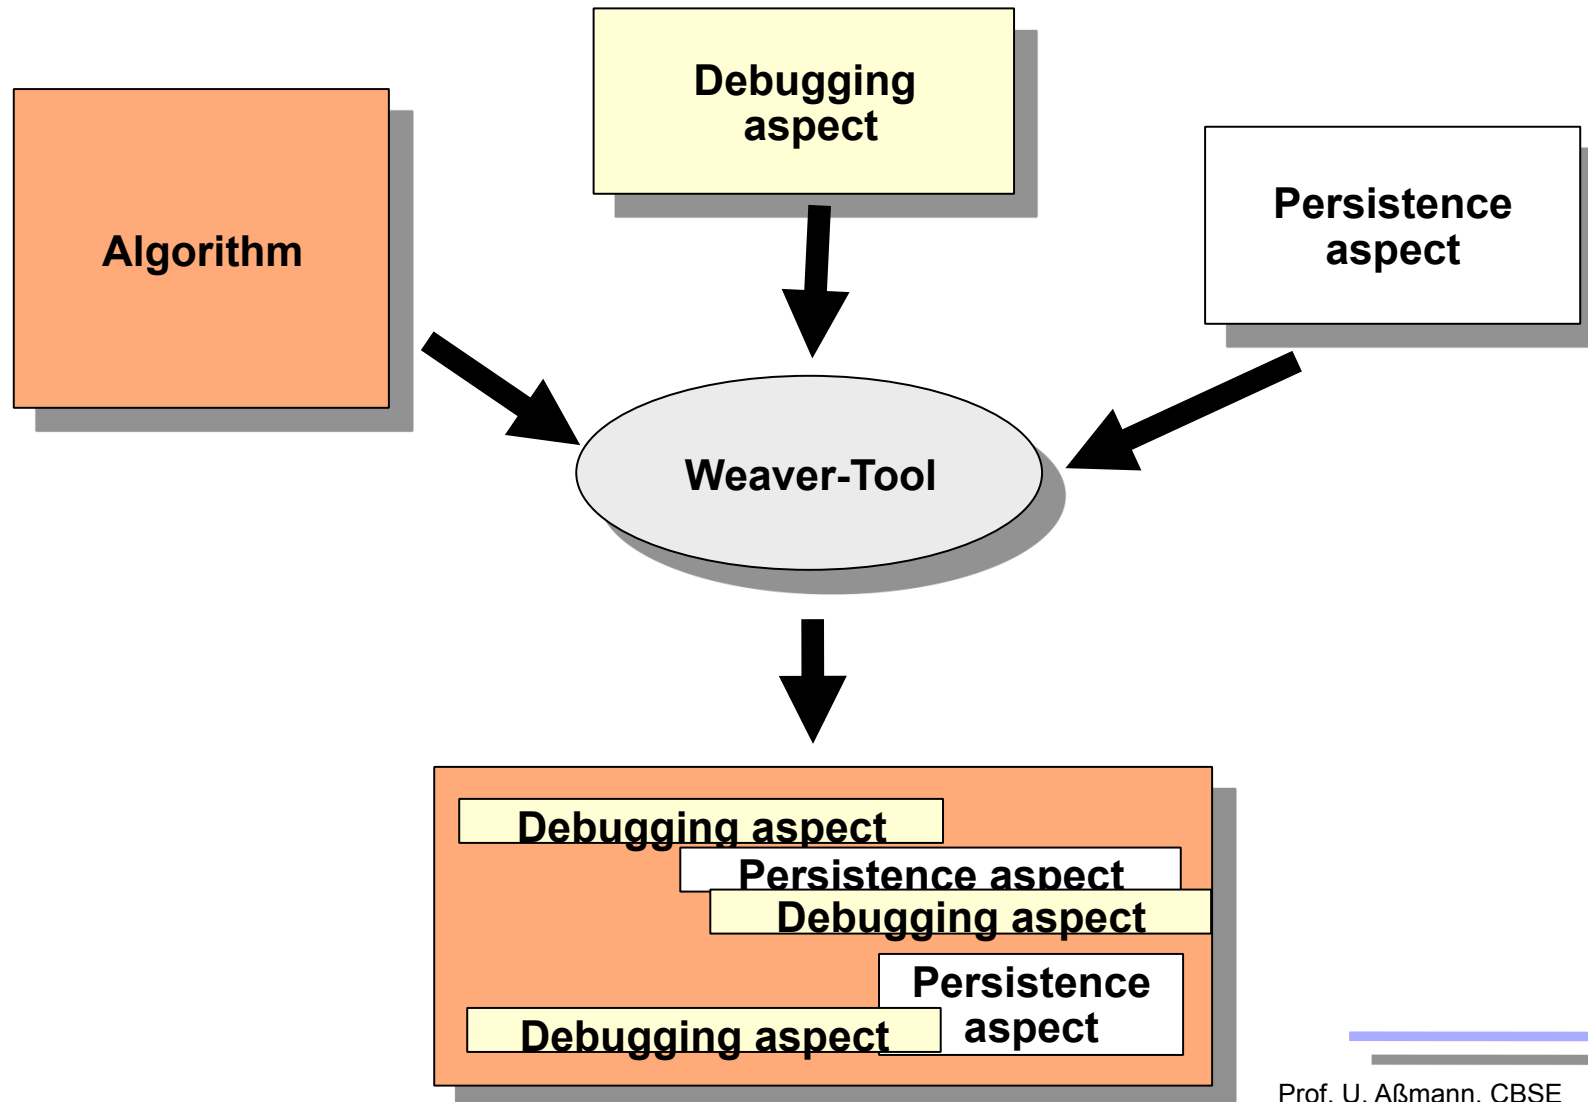 Debugging
aspect
Algorithm
Persistence
aspect
Weaver-Tool
Debugging aspect
Persistence aspect
Debugging aspect
Persistence
aspect
Debugging aspect
Prof. U. Aßmann, CBSE